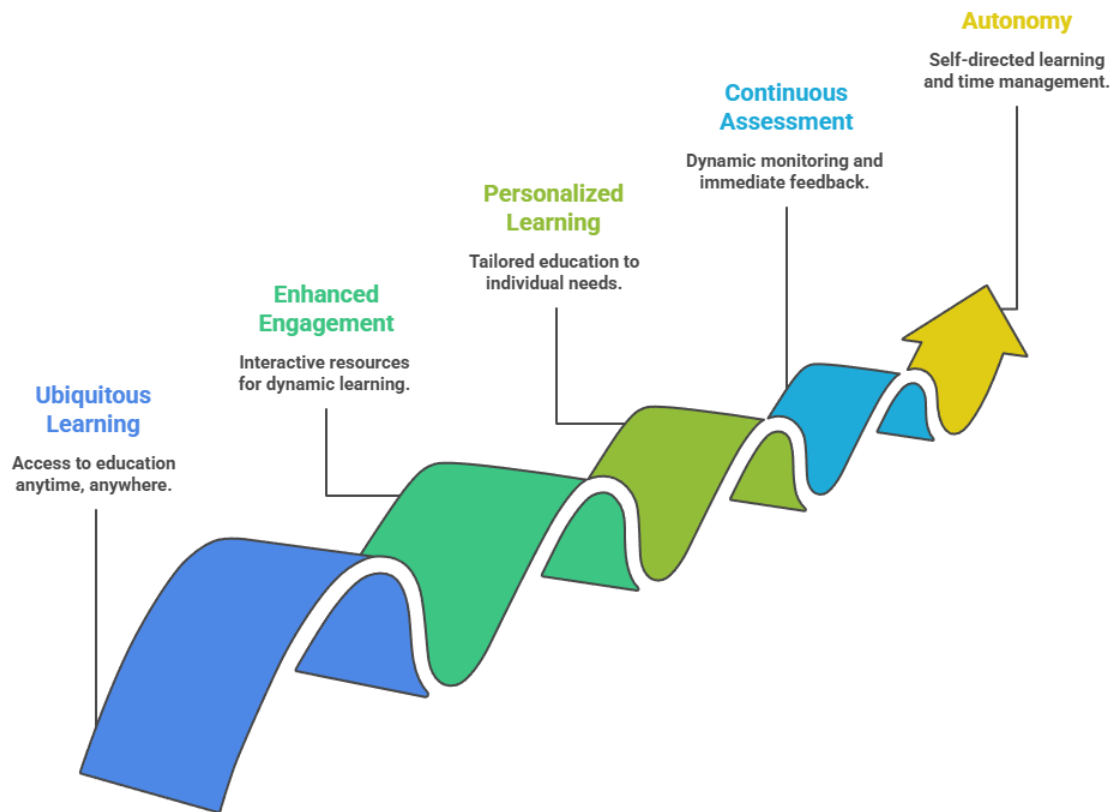 Autonomy
Self-directed learning
and time management.
Continuous
Assessment
Dynamic monitoring and
immediate feedback.
Personalized
Learning
Tailored education to
individual needs.
Enhanced
Engagement
Interactive resources
for dynamic learning.
Ubiquitous
Learning
Access to education
anytime, anywhere.